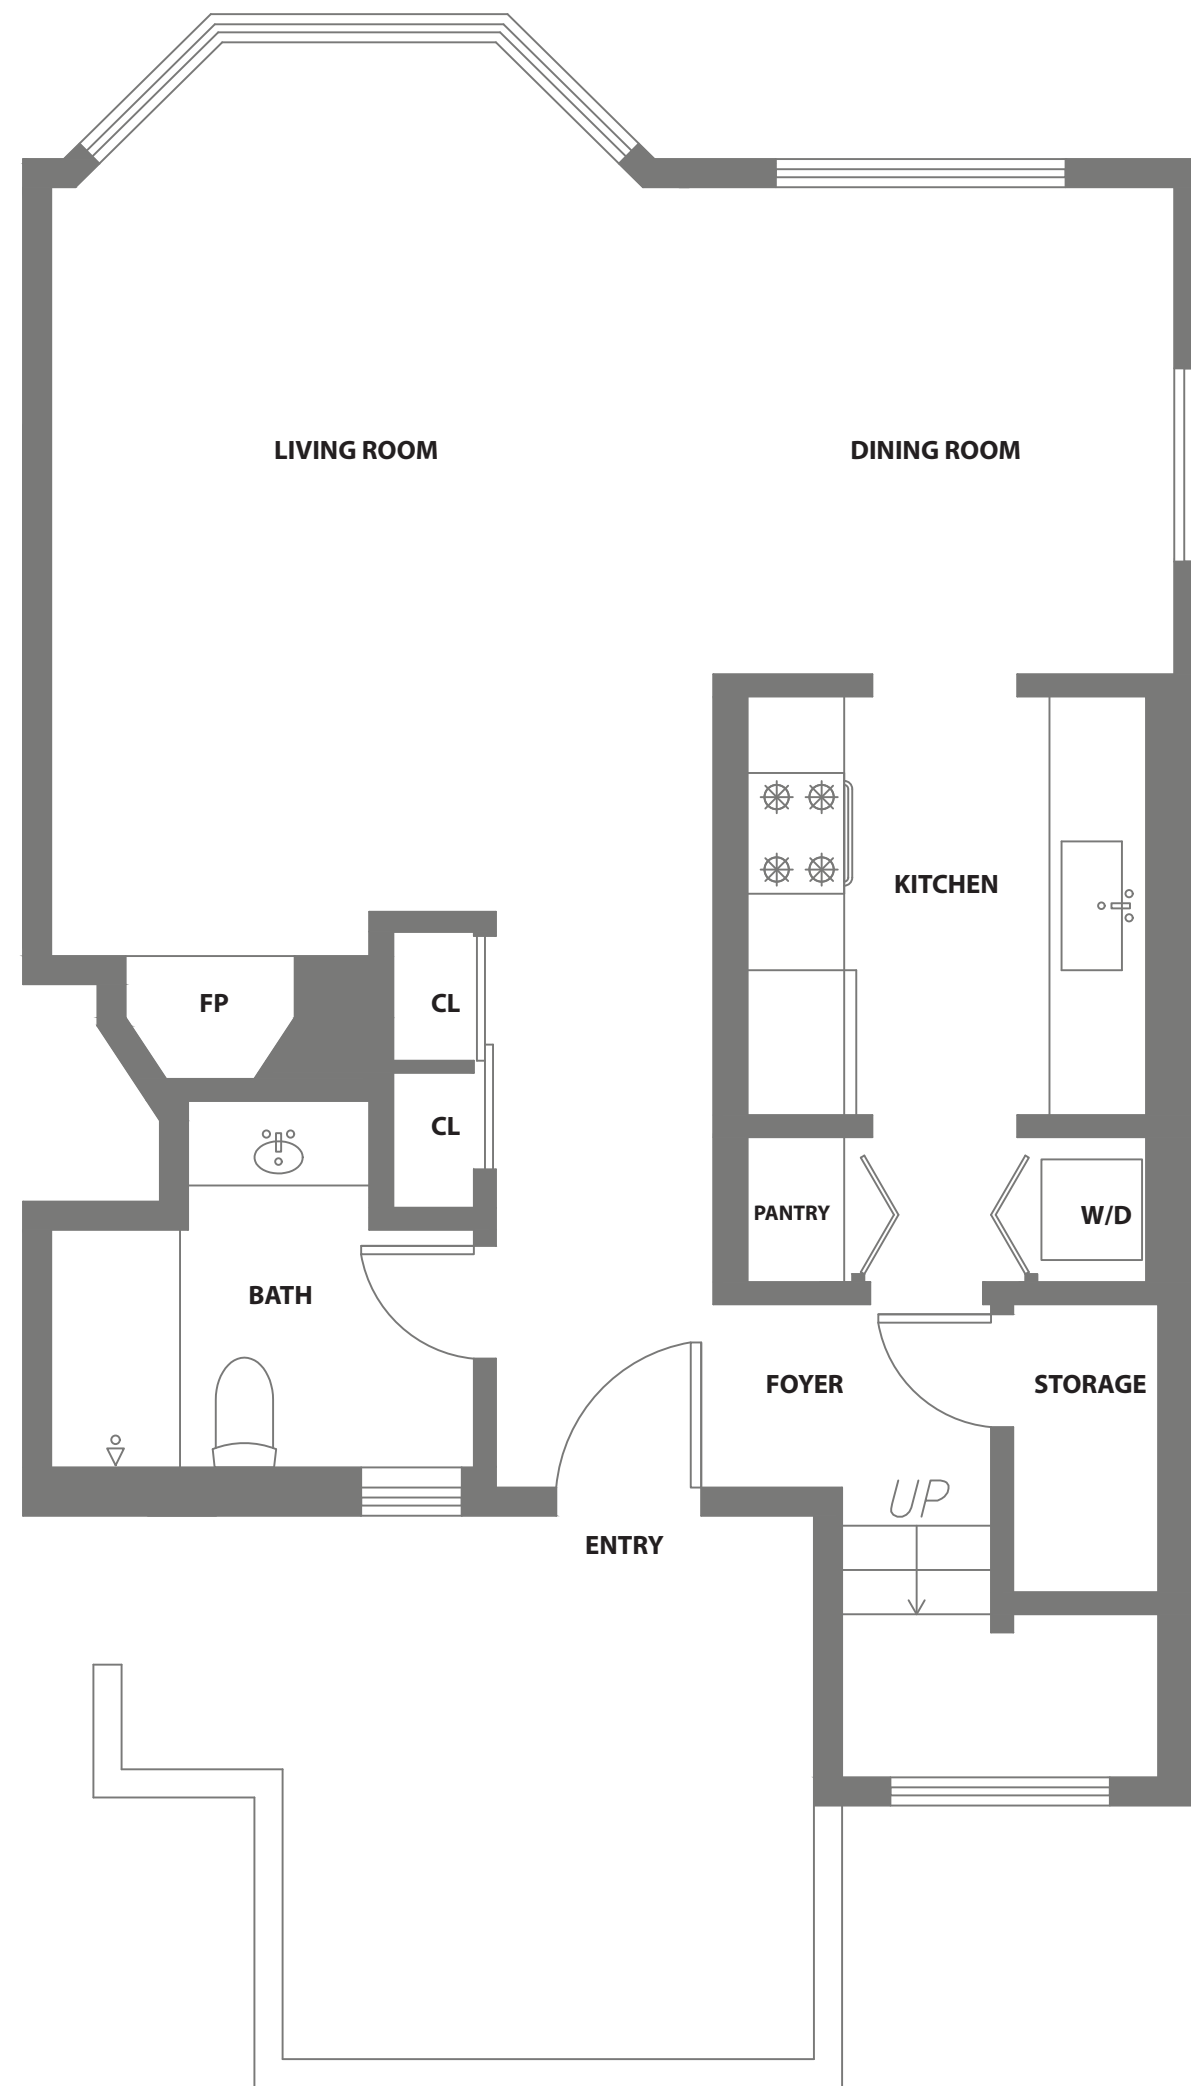 LIVING ROOM
DINING ROOM
KITCHEN
FP
CL
CL
PANTRY
W/D
BATH
FOYER
STORAGE
UP
ENTRY